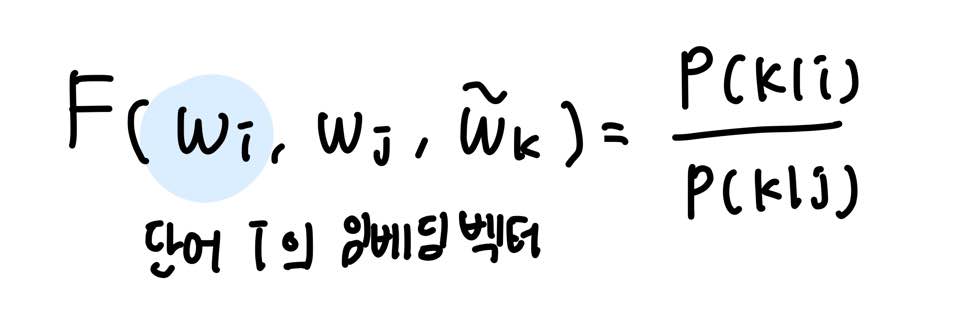 F(wᵢ, wⱼ, w̃ₖ) = P(k|i) / P(k|j)
단어 i의 임베딩벡터